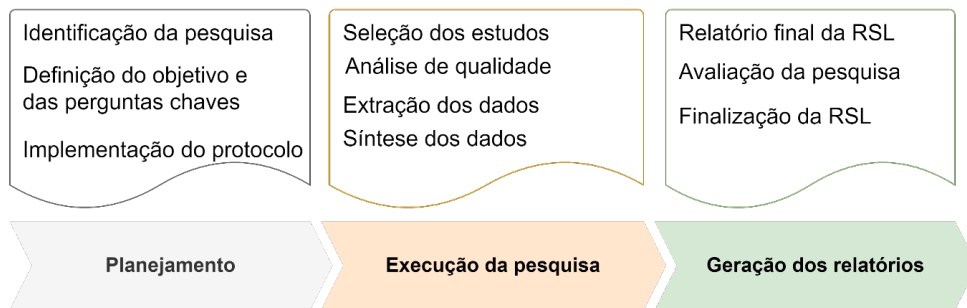 Identificação da pesquisa
Definição do objetivo e
das perguntas chaves
Implementação do protocolo
Seleção dos estudos
Análise de qualidade
Extração dos dados
Síntese dos dados
Relatório final da RSL
Avaliação da pesquisa
Finalização da RSL
Planejamento
Execução da pesquisa
Geração dos relatórios